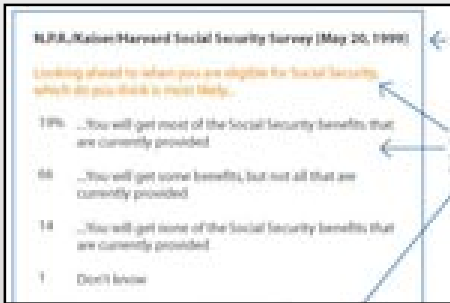 N.P.R./Kaiser/Harvard Social Security Survey (May 20, 1999)
Looking ahead to when you are eligible for Social Security,
which do you think is most likely...
19% ...You will get most of the Social Security benefits that
are currently provided
66 ...You will get some benefits, but not all that are
currently provided
14 ...You will get none of the Social Security benefits that
are currently provided
1 Don't know